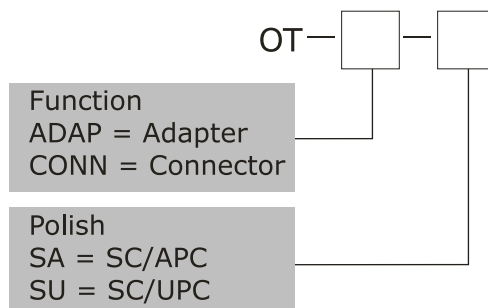 OT
Function
ADAP = Adapter
CONN = Connector
Polish
SA = SC/APC
SU = SC/UPC